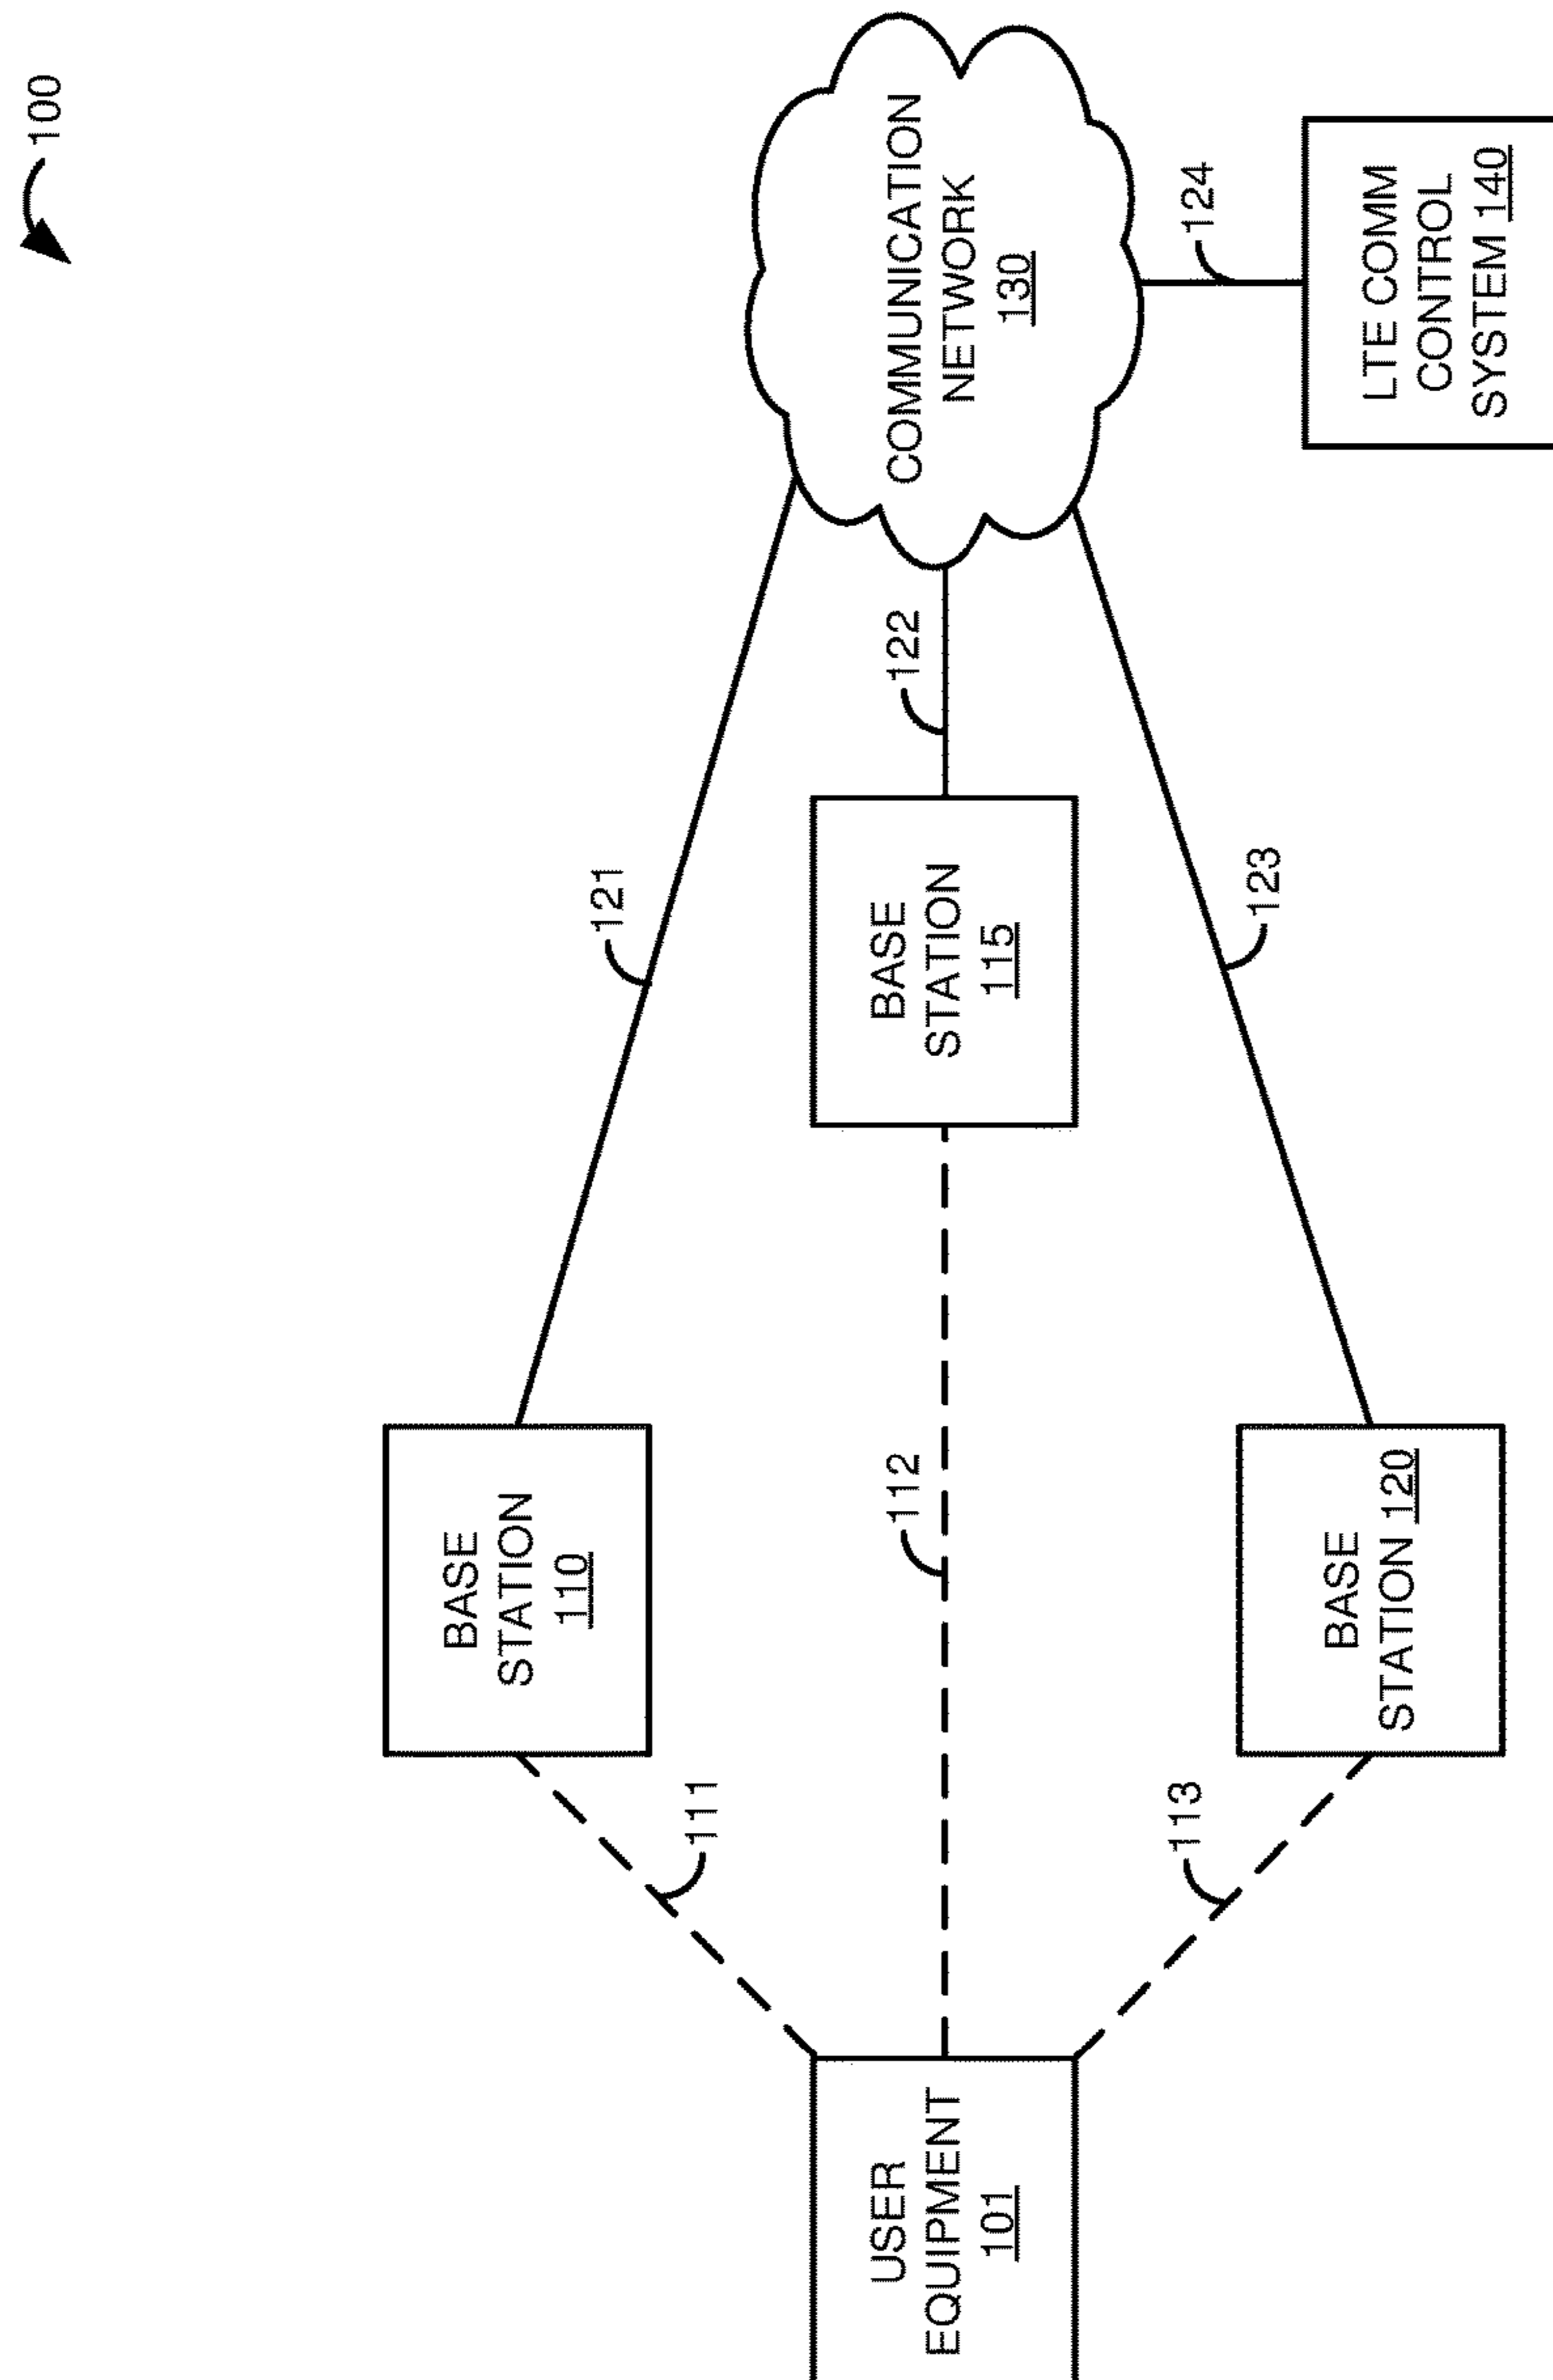 100
121
BASE
STATION
110
111
COMMUNICATION
NETWORK
130
122
BASE
STATION
115
112
USER
EQUIPMENT
101
124
123
113
LTE COMM
CONTROL
SYSTEM 140
BASE
STATION 120